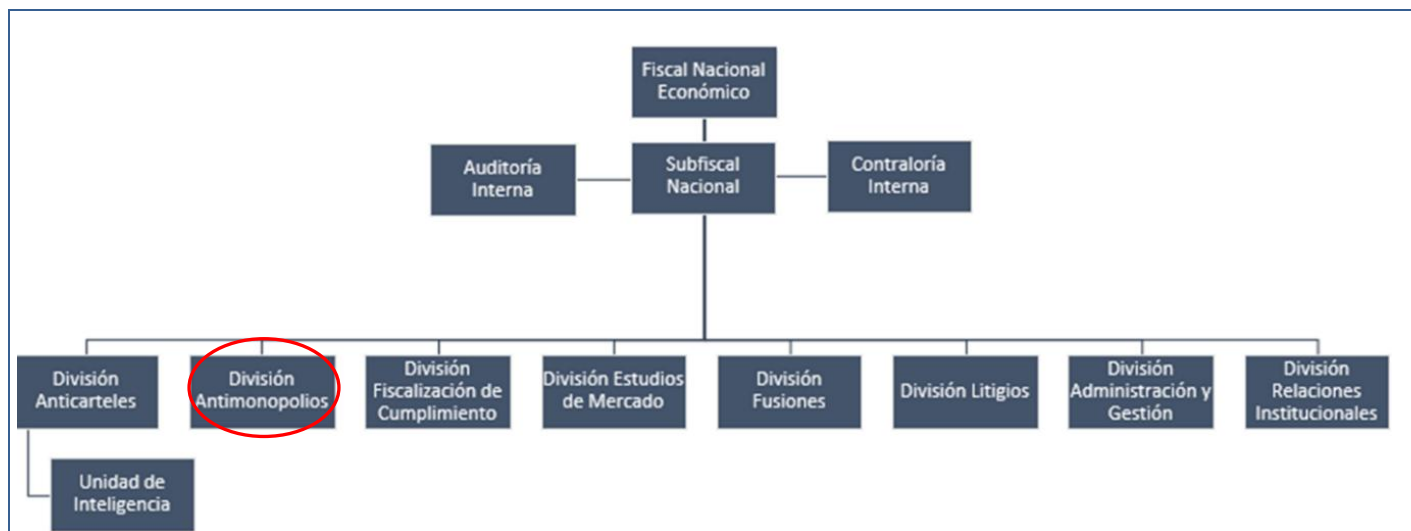 Fiscal Nacional
Económico
Auditoría
Interna
Subfiscal
Nacional
Contraloría
Interna
División
Anticarteles
División
Antimonopolios
División
Fiscalización de
Cumplimiento
División Estudios
de Mercado
División
Fusiones
División Litigios
División
Administración y
Gestión
División
Relaciones
Institucionales
Unidad de
Inteligencia